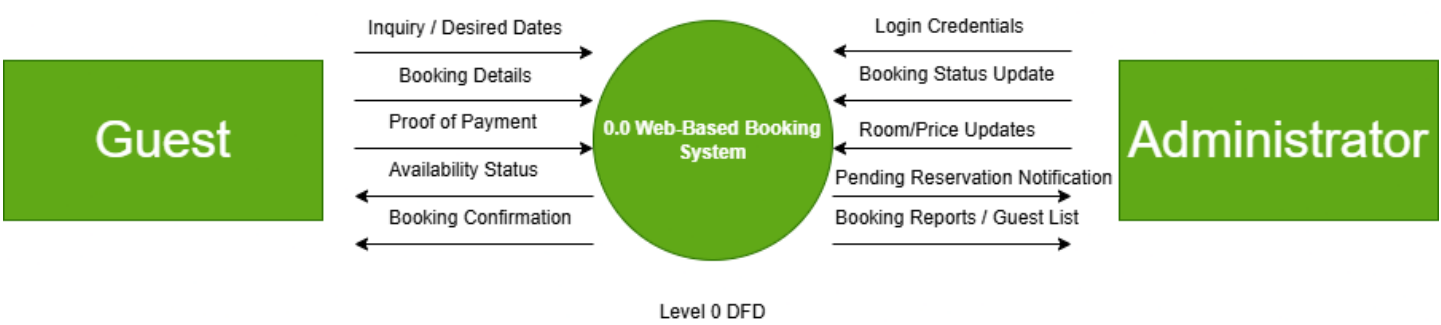 Guest
Inquiry / Desired Dates
Booking Details
Proof of Payment
Availability Status
Booking Confirmation
0.0 Web-Based Booking
System
Login Credentials
Booking Status Update
Room/Price Updates
Pending Reservation Notification
Booking Reports / Guest List
Administrator
Level 0 DFD